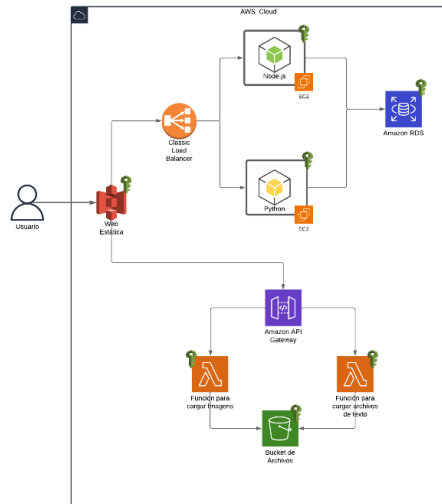 AWS Cloud
Node.js
EC2
Classic
Load
Balancer
Amazon RDS
Python
EC2
Usuario
Web
Estática
Amazon API
Gateway
Función para
cargar Imagens
Función para
cargar archivos
de texto
Bucket de
Archivos